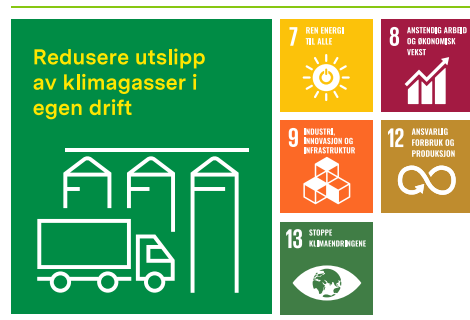 Redusere utslipp
av klimagasser i
egen drift
7 REN ENERGI
TIL ALLE
8 ANSTENDIG ARBEID
OG ØKONOMISK
VEKST
9 INDUSTRI,
INNOVASJON OG
INFRASTRUKTUR
12 ANSVARLIG
FORBRUK OG
PRODUKSJON
13 STOPPE
KLIMAENDRINGENE